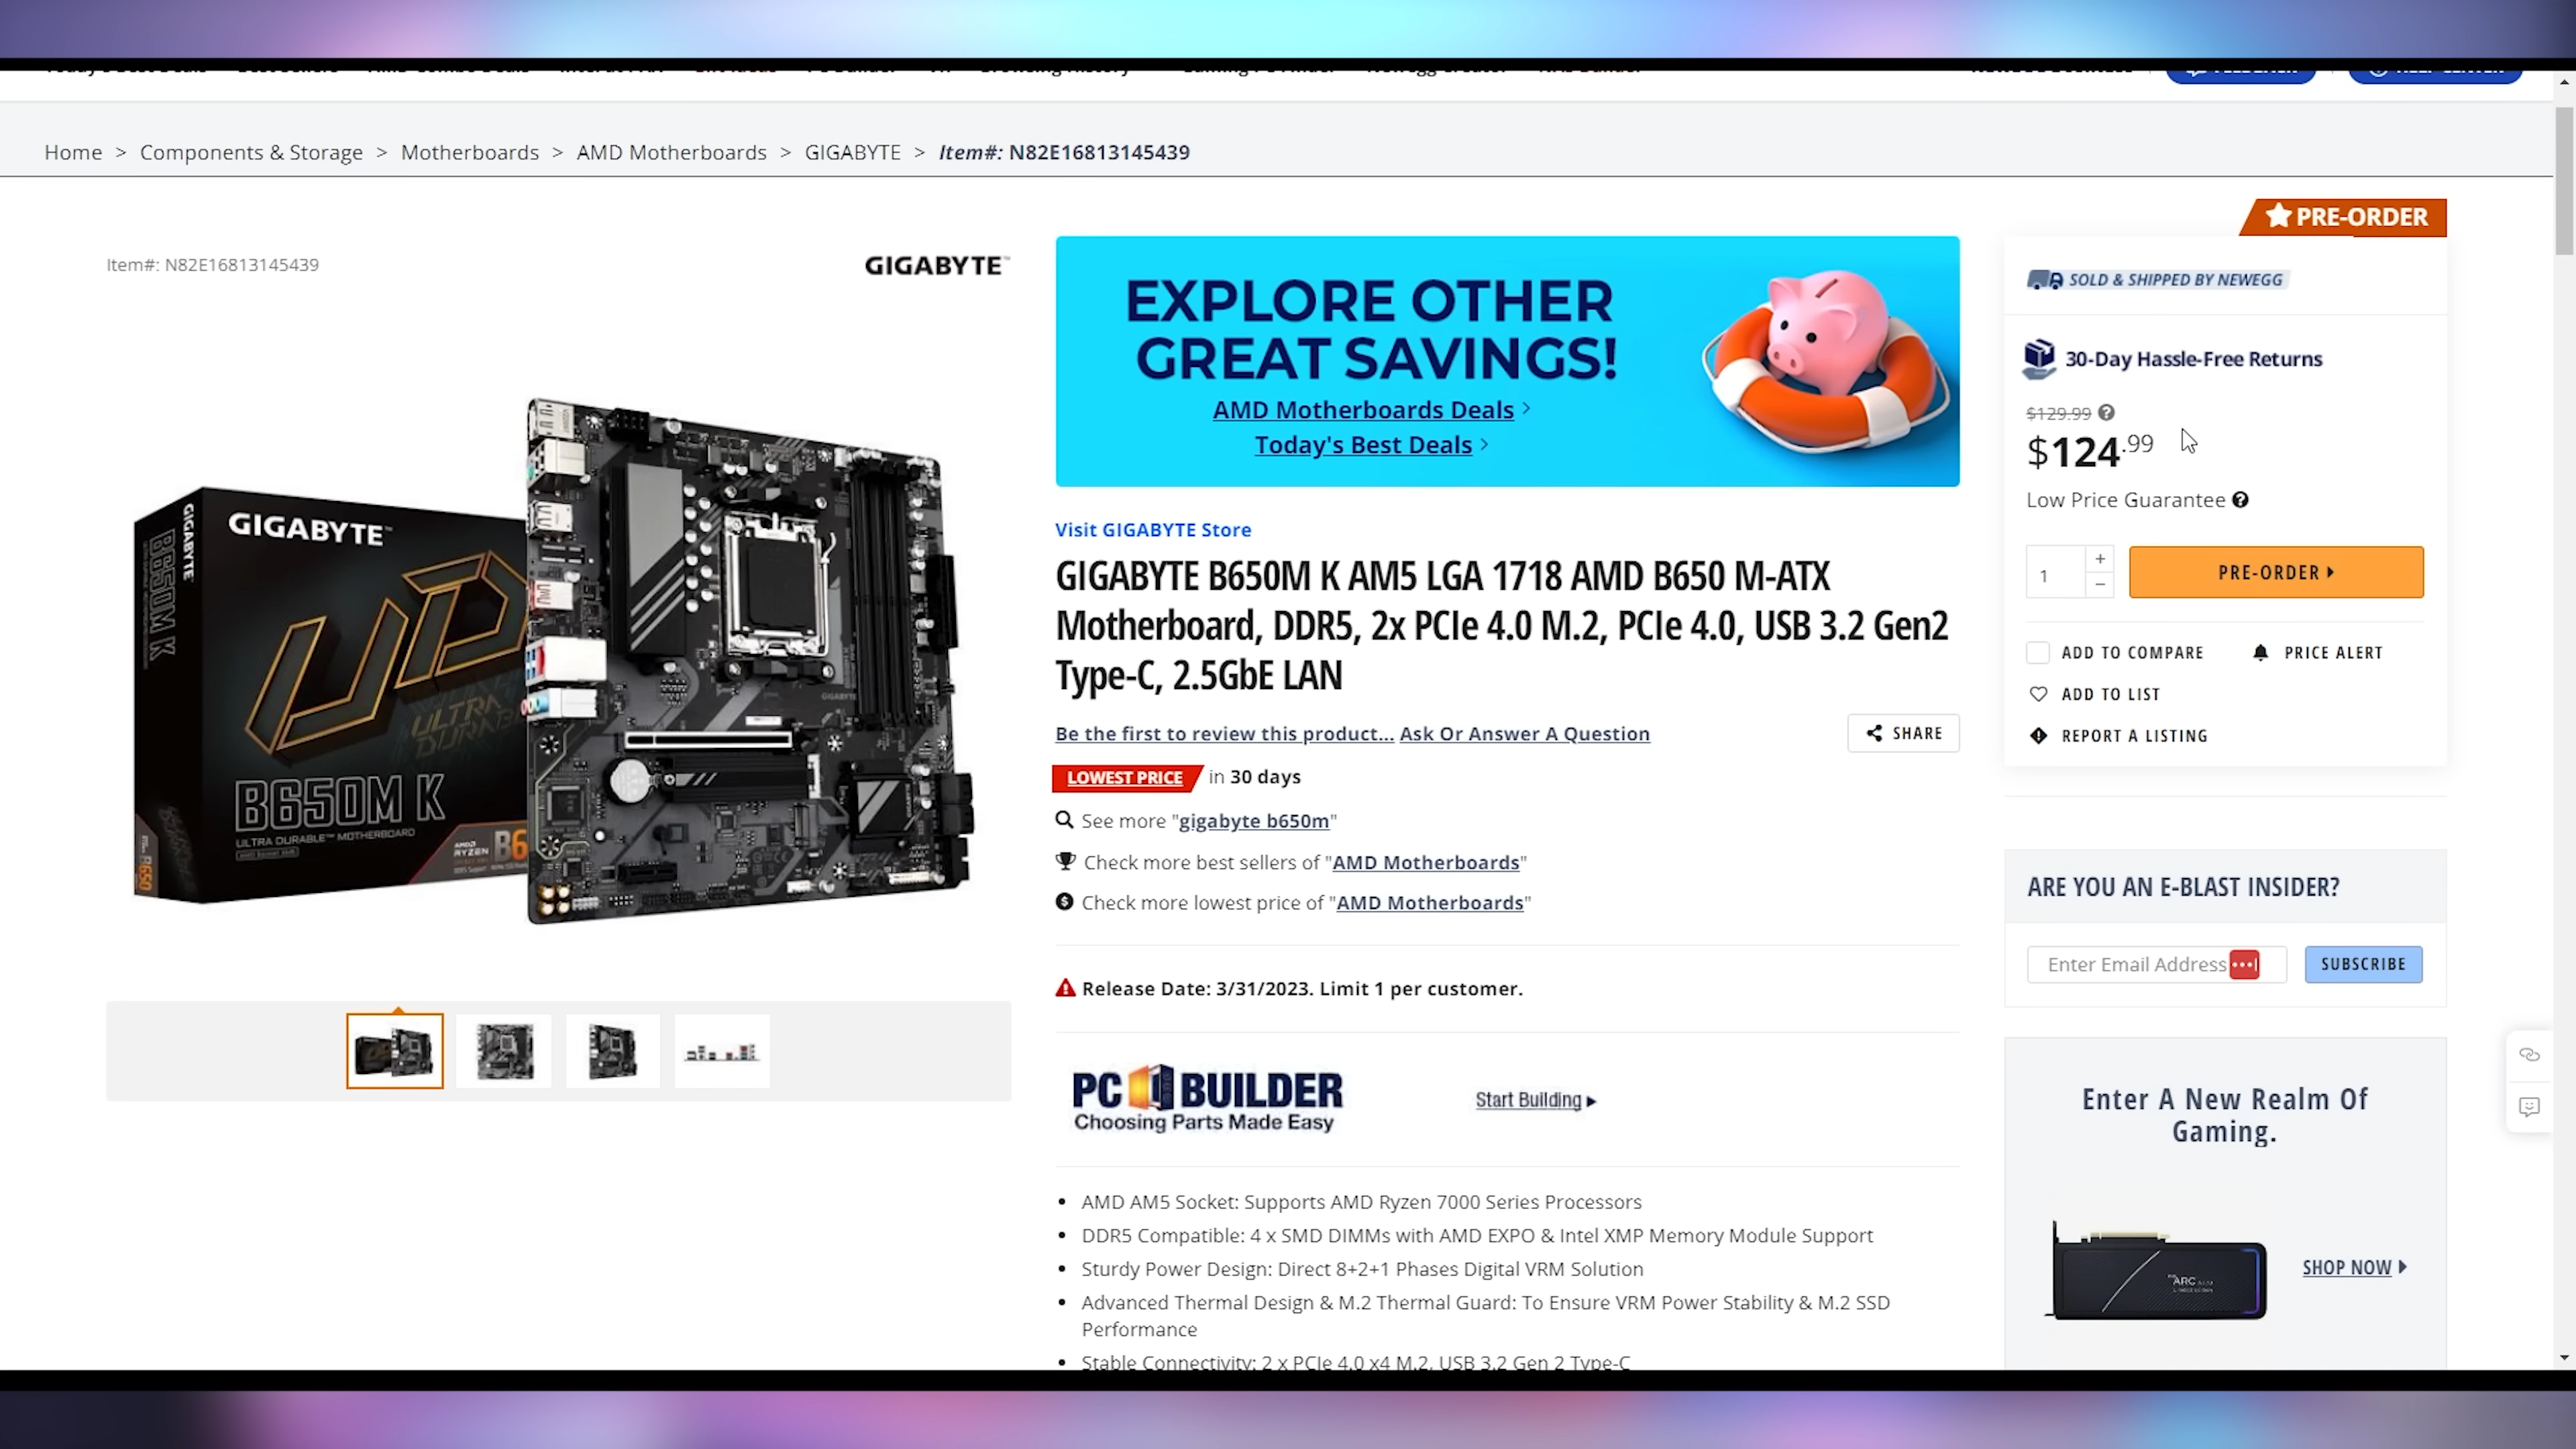 Home > Components & Storage > Motherboards > AMD Motherboards > GIGABYTE > Item#: N82E16813145439
PRE-ORDER
Item#: N82E16813145439
GIGABYTE
GIGABYTE
B650M K
GIGABYTE
UD
ULTRA
B650M K
ULTRA DURABLE™ MOTHERBOARD
AMD
RYZEN
B6
B650
EXPLORE OTHER
GREAT SAVINGS!
AMD Motherboards Deals
Today's Best Deals
Visit GIGABYTE Store
GIGABYTE B650M K AM5 LGA 1718 AMD B650 M-ATX
Motherboard, DDR5, 2x PCIe 4.0 M.2, PCIe 4.0, USB 3.2 Gen2
Type-C, 2.5GbE LAN
Be the first to review this product... Ask Or Answer A Question
SHARE
LOWEST PRICE in 30 days
See more "gigabyte b650m"
Check more best sellers of "AMD Motherboards"
Check more lowest price of "AMD Motherboards"
Release Date: 3/31/2023. Limit 1 per customer.
PC BUILDER
Choosing Parts Made Easy
Start Building
• AMD AM5 Socket: Supports AMD Ryzen 7000 Series Processors
• DDR5 Compatible: 4 x SMD DIMMs with AMD EXPO & Intel XMP Memory Module Support
• Sturdy Power Design: Direct 8+2+1 Phases Digital VRM Solution
• Advanced Thermal Design & M.2 Thermal Guard: To Ensure VRM Power Stability & M.2 SSD
Performance
• Stable Connectivity: 2 x PCIe 4.0 x4 M.2, USB 3.2 Gen 2 Type-C
SOLD & SHIPPED BY NEWEGG
30-Day Hassle-Free Returns
$129.99
$124.99
Low Price Guarantee
1
+
−
PRE-ORDER
ADD TO COMPARE
PRICE ALERT
ADD TO LIST
REPORT A LISTING
ARE YOU AN E-BLAST INSIDER?
Enter Email Address
SUBSCRIBE
Enter A New Realm Of
Gaming.
ARC
SHOP NOW